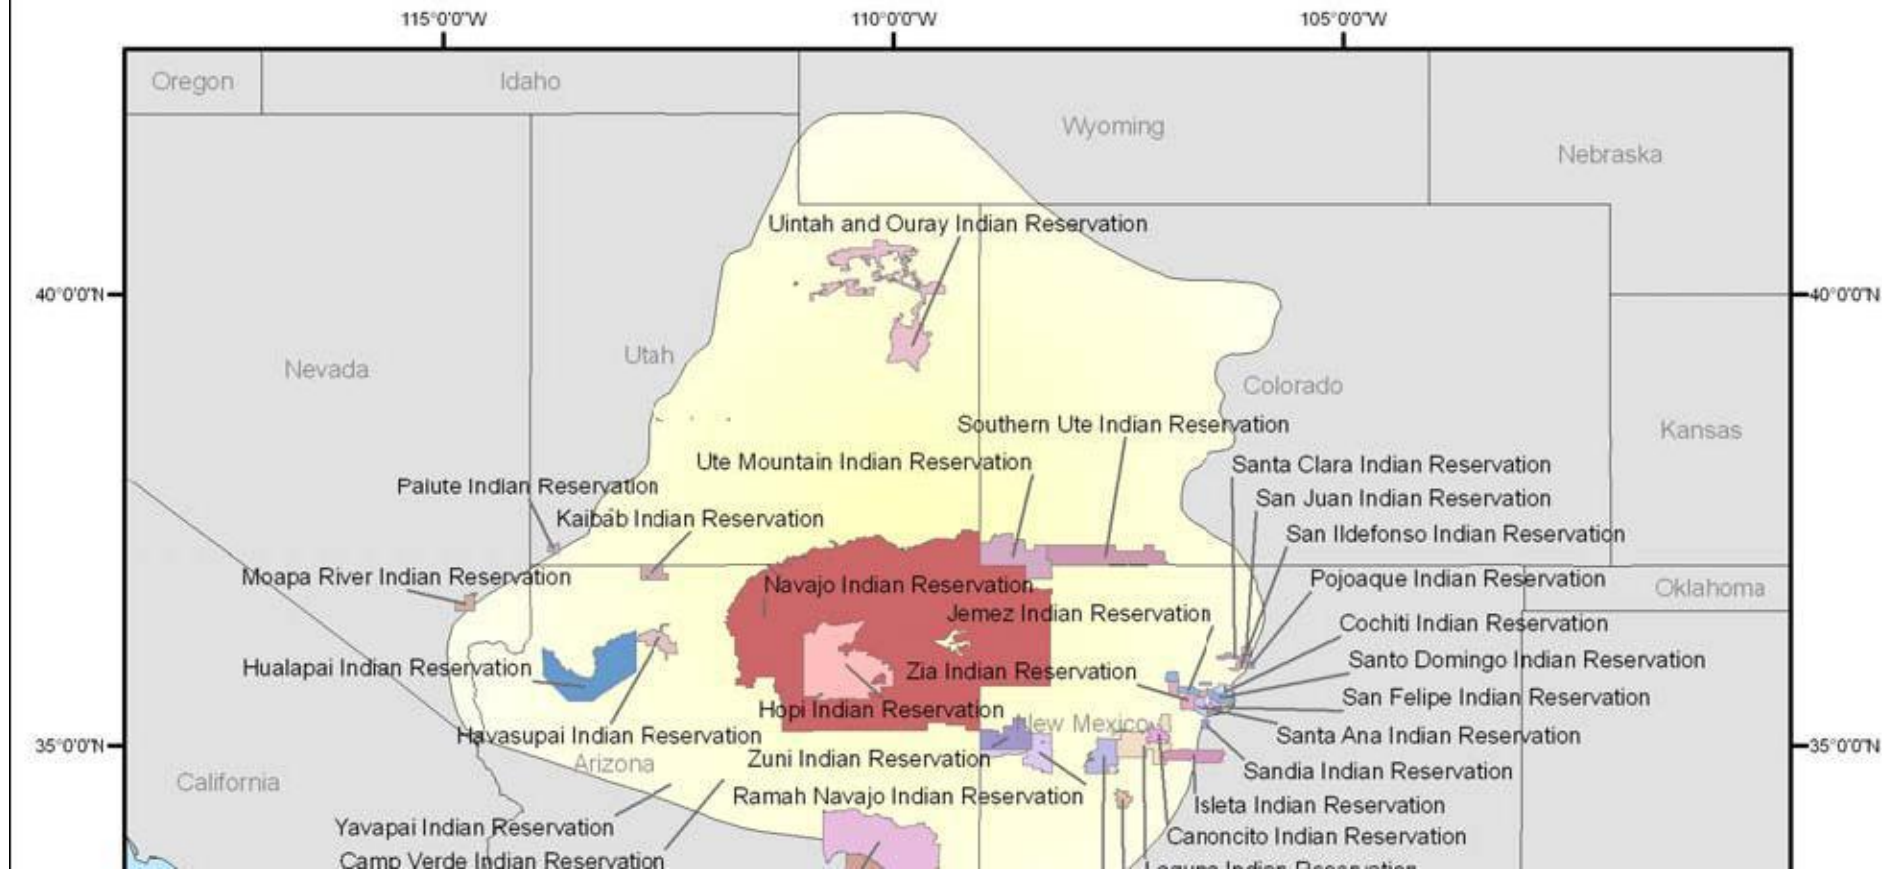 115°0'0"W 110°0'0"W 105°0'0"W
Oregon Idaho
Wyoming
Nebraska
Uintah and Ouray Indian Reservation
40°0'0"N 40°0'0"N
Utah
Nevada
Colorado
Southern Ute Indian Reservation
Kansas
Ute Mountain Indian Reservation
Santa Clara Indian Reservation
Paiute Indian Reservation
San Juan Indian Reservation
Kaibab Indian Reservation
San Ildefonso Indian Reservation
Moapa River Indian Reservation
Pojoaque Indian Reservation
Navajo Indian Reservation
Oklahoma
Jemez Indian Reservation
Cochiti Indian Reservation
Santo Domingo Indian Reservation
Hualapai Indian Reservation
Zia Indian Reservation
San Felipe Indian Reservation
Hopi Indian Reservation
New Mexico
Havasupai Indian Reservation
Santa Ana Indian Reservation
35°0'0"N 35°0'0"N
Zuni Indian Reservation
Arizona
Sandia Indian Reservation
California
Ramah Navajo Indian Reservation
Isleta Indian Reservation
Yavapai Indian Reservation
Canoncito Indian Reservation
Camp Verde Indian Reservation
Laguna Indian Reservation